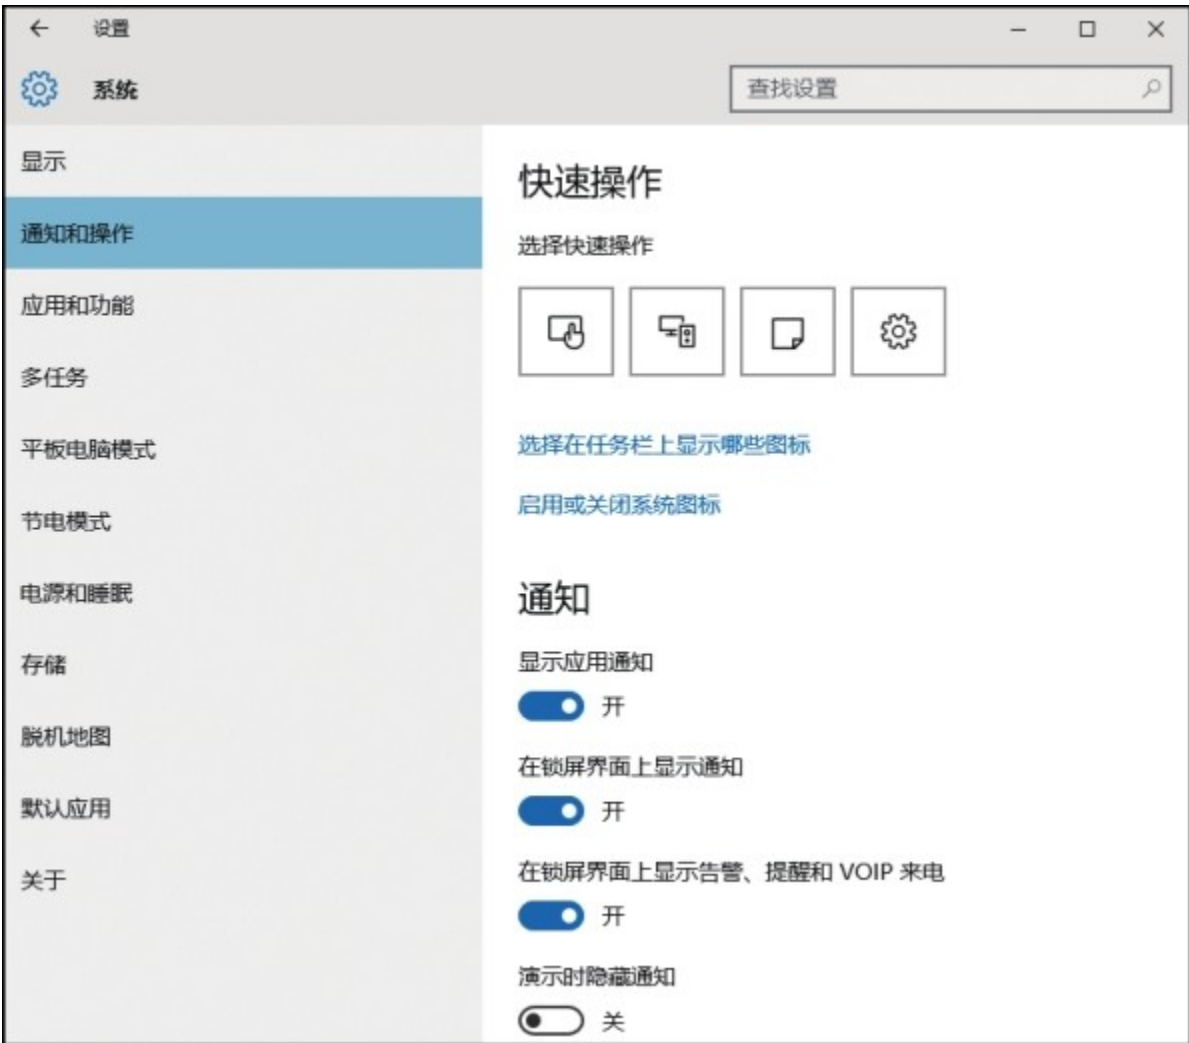 设置
系统
查找设置
显示
通知和操作
应用和功能
多任务
平板电脑模式
节电模式
电源和睡眠
存储
脱机地图
默认应用
关于
快速操作
选择快速操作
选择在任务栏上显示哪些图标
启用或关闭系统图标
通知
显示应用通知
开
在锁屏界面上显示通知
开
在锁屏界面上显示告警、提醒和 VOIP 来电
开
演示时隐藏通知
关